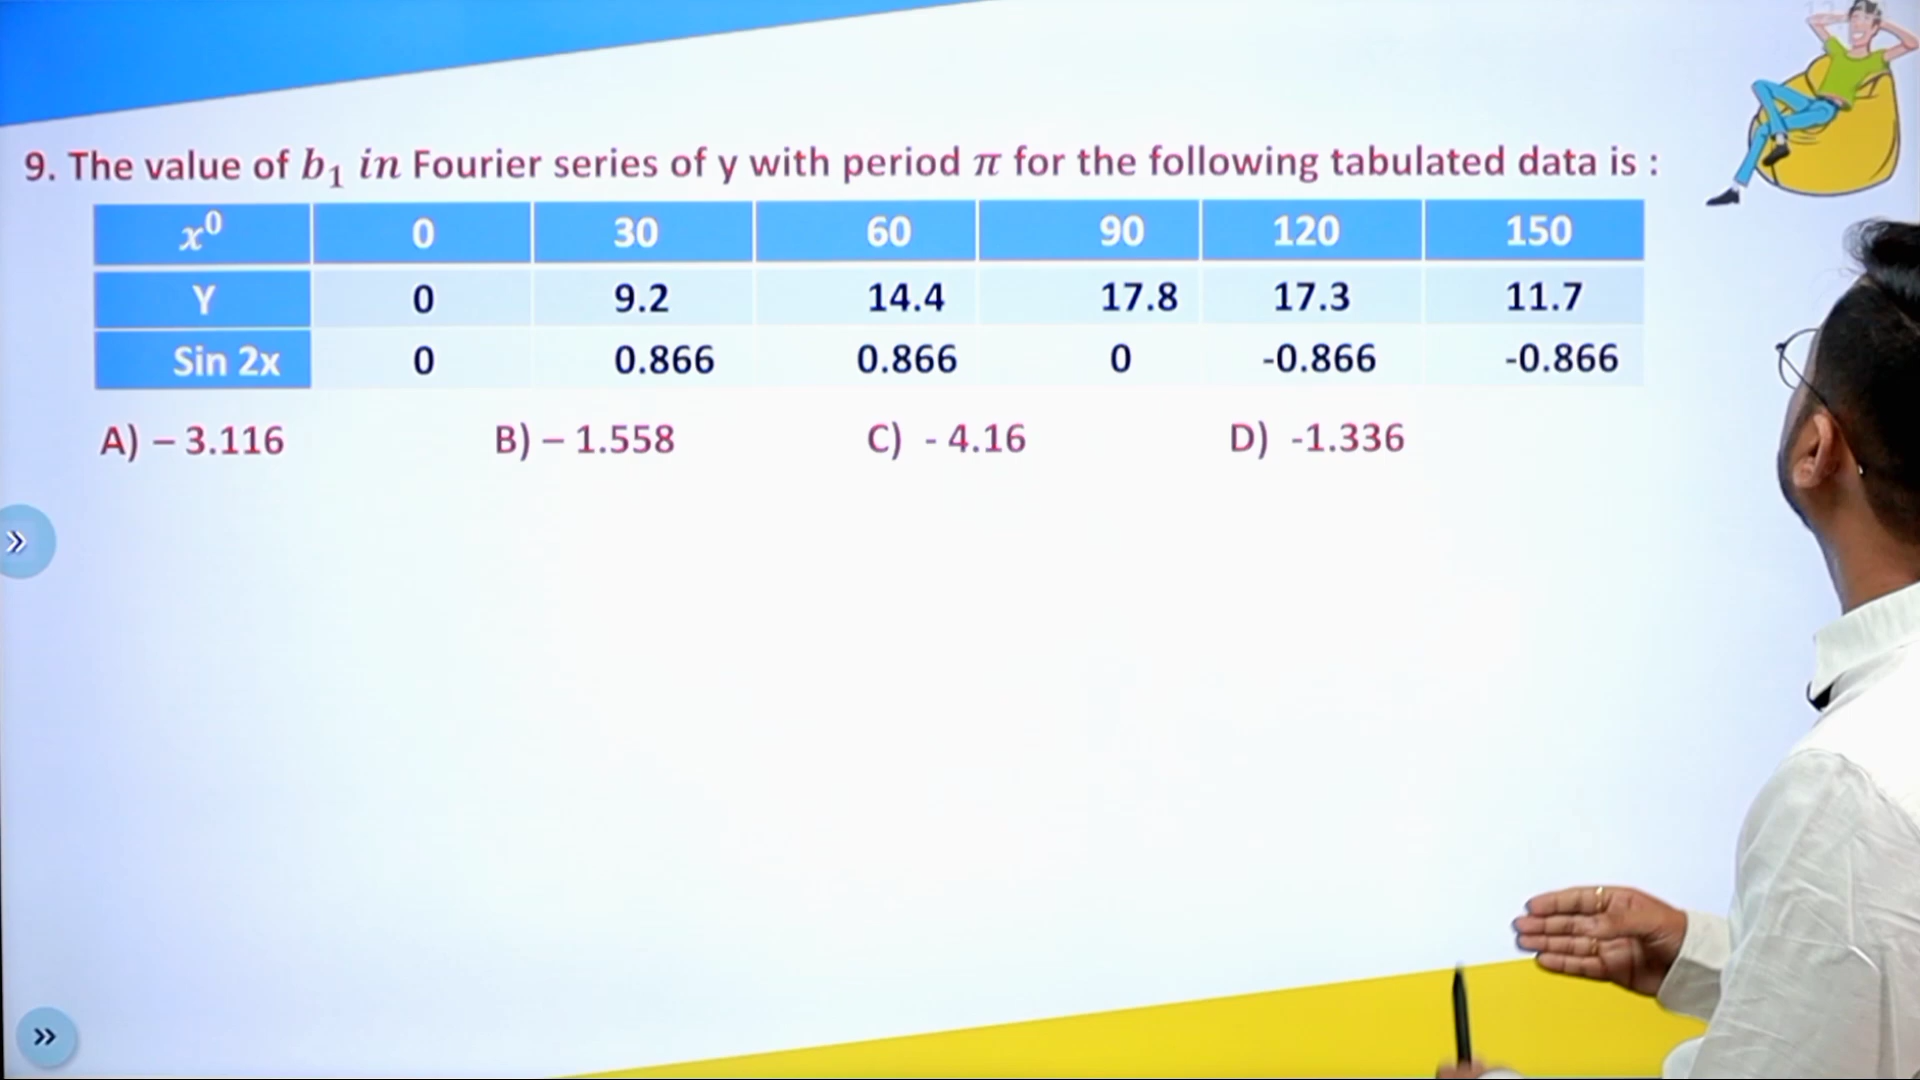 9. The value of b₁ in Fourier series of y with period π for the following tabulated data is :
x⁰ 0 30 60 90 120 150
Y 0 9.2 14.4 17.8 17.3 11.7
Sin 2x 0 0.866 0.866 0 -0.866 -0.866
A) – 3.116 B) – 1.558 C) - 4.16 D) -1.336